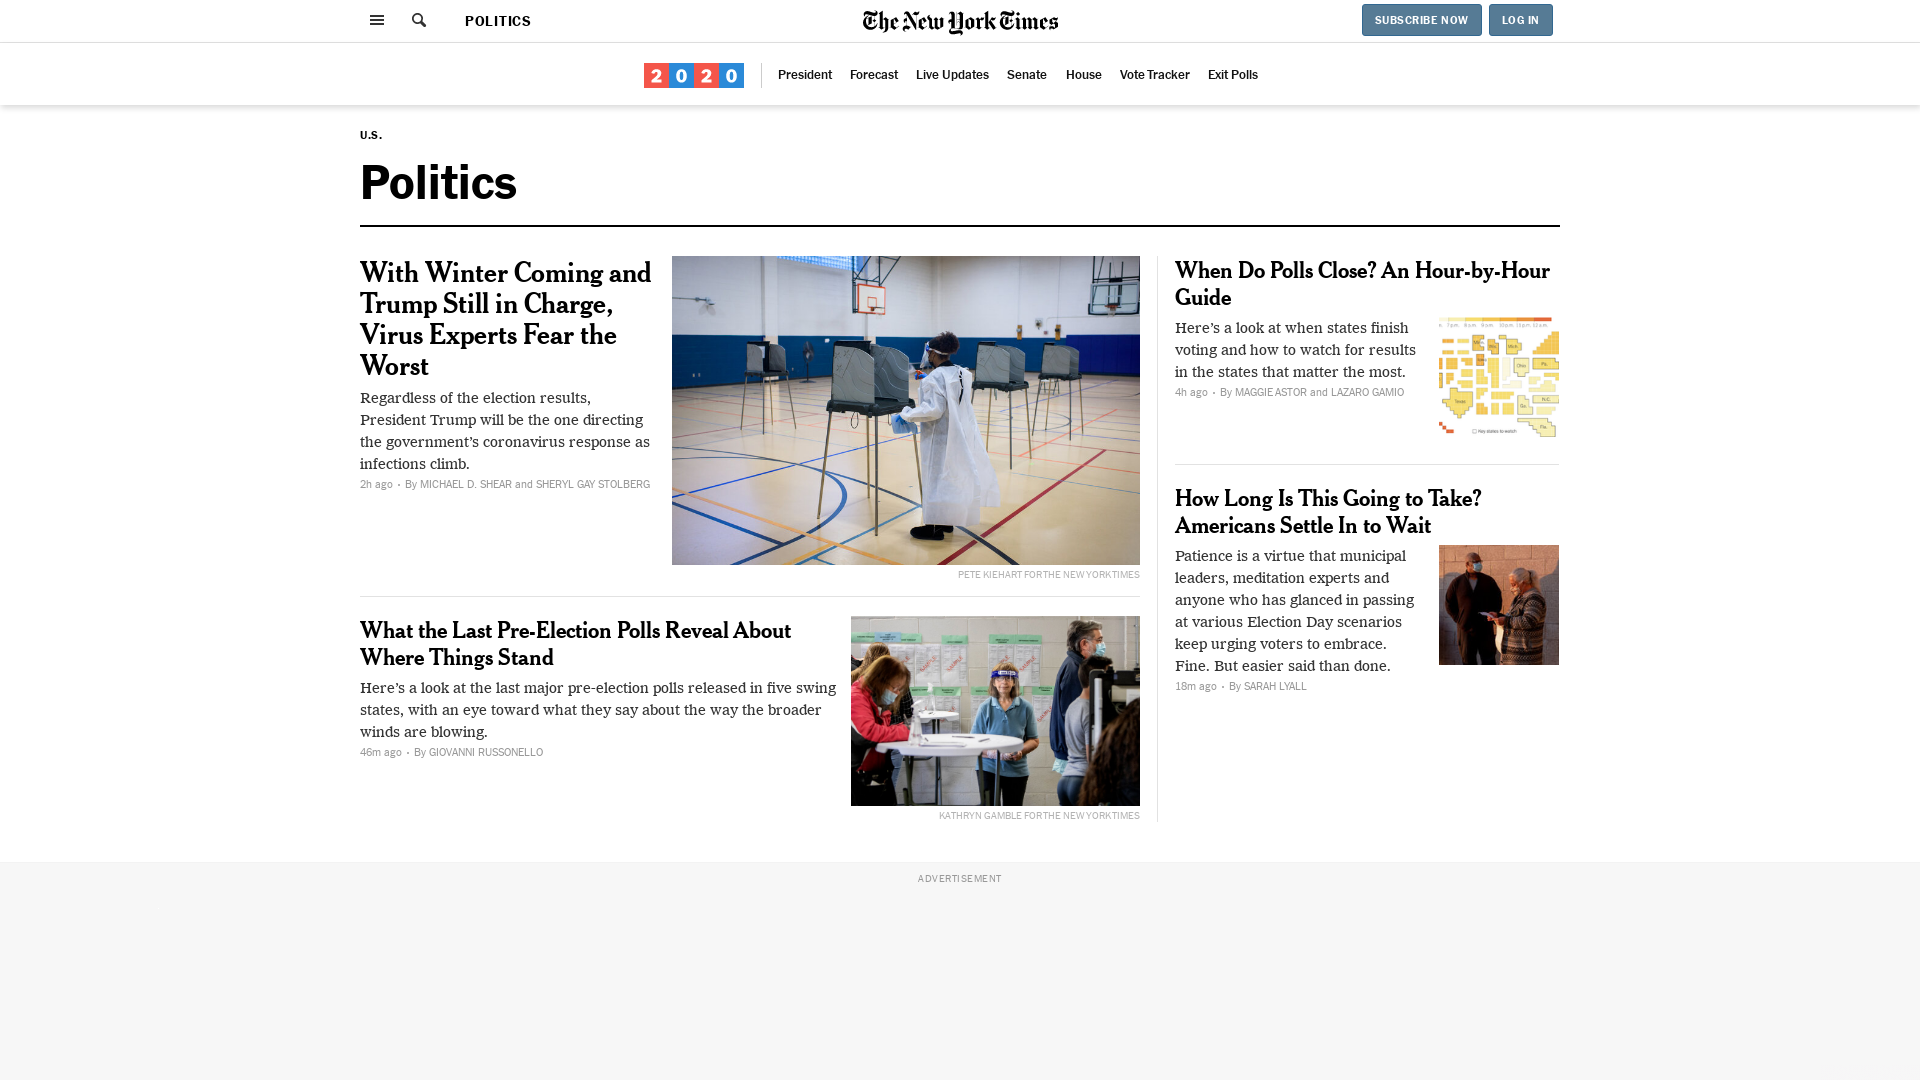 POLITICS
The New York Times
SUBSCRIBE NOW
LOG IN
2020
President
Forecast
Live Updates
Senate
House
Vote Tracker
Exit Polls
U.S.
Politics
With Winter Coming and
Trump Still in Charge,
Virus Experts Fear the
Worst
Regardless of the election results,
President Trump will be the one directing
the government’s coronavirus response as
infections climb.
2h ago • By MICHAEL D. SHEAR and SHERYL GAY STOLBERG
PETE KIEHART FOR THE NEW YORK TIMES
What the Last Pre-Election Polls Reveal About
Where Things Stand
Here’s a look at the last major pre-election polls released in five swing
states, with an eye toward what they say about the way the broader
winds are blowing.
46m ago • By GIOVANNI RUSSONELLO
KATHRYN GAMBLE FOR THE NEW YORK TIMES
When Do Polls Close? An Hour-by-Hour
Guide
Here’s a look at when states finish
voting and how to watch for results
in the states that matter the most.
4h ago • By MAGGIE ASTOR and LAZARO GAMIO
Texas
Key states to watch
How Long Is This Going to Take?
Americans Settle In to Wait
Patience is a virtue that municipal
leaders, meditation experts and
anyone who has glanced in passing
at various Election Day scenarios
keep urging voters to embrace.
Fine. But easier said than done.
18m ago • By SARAH LYALL
ADVERTISEMENT